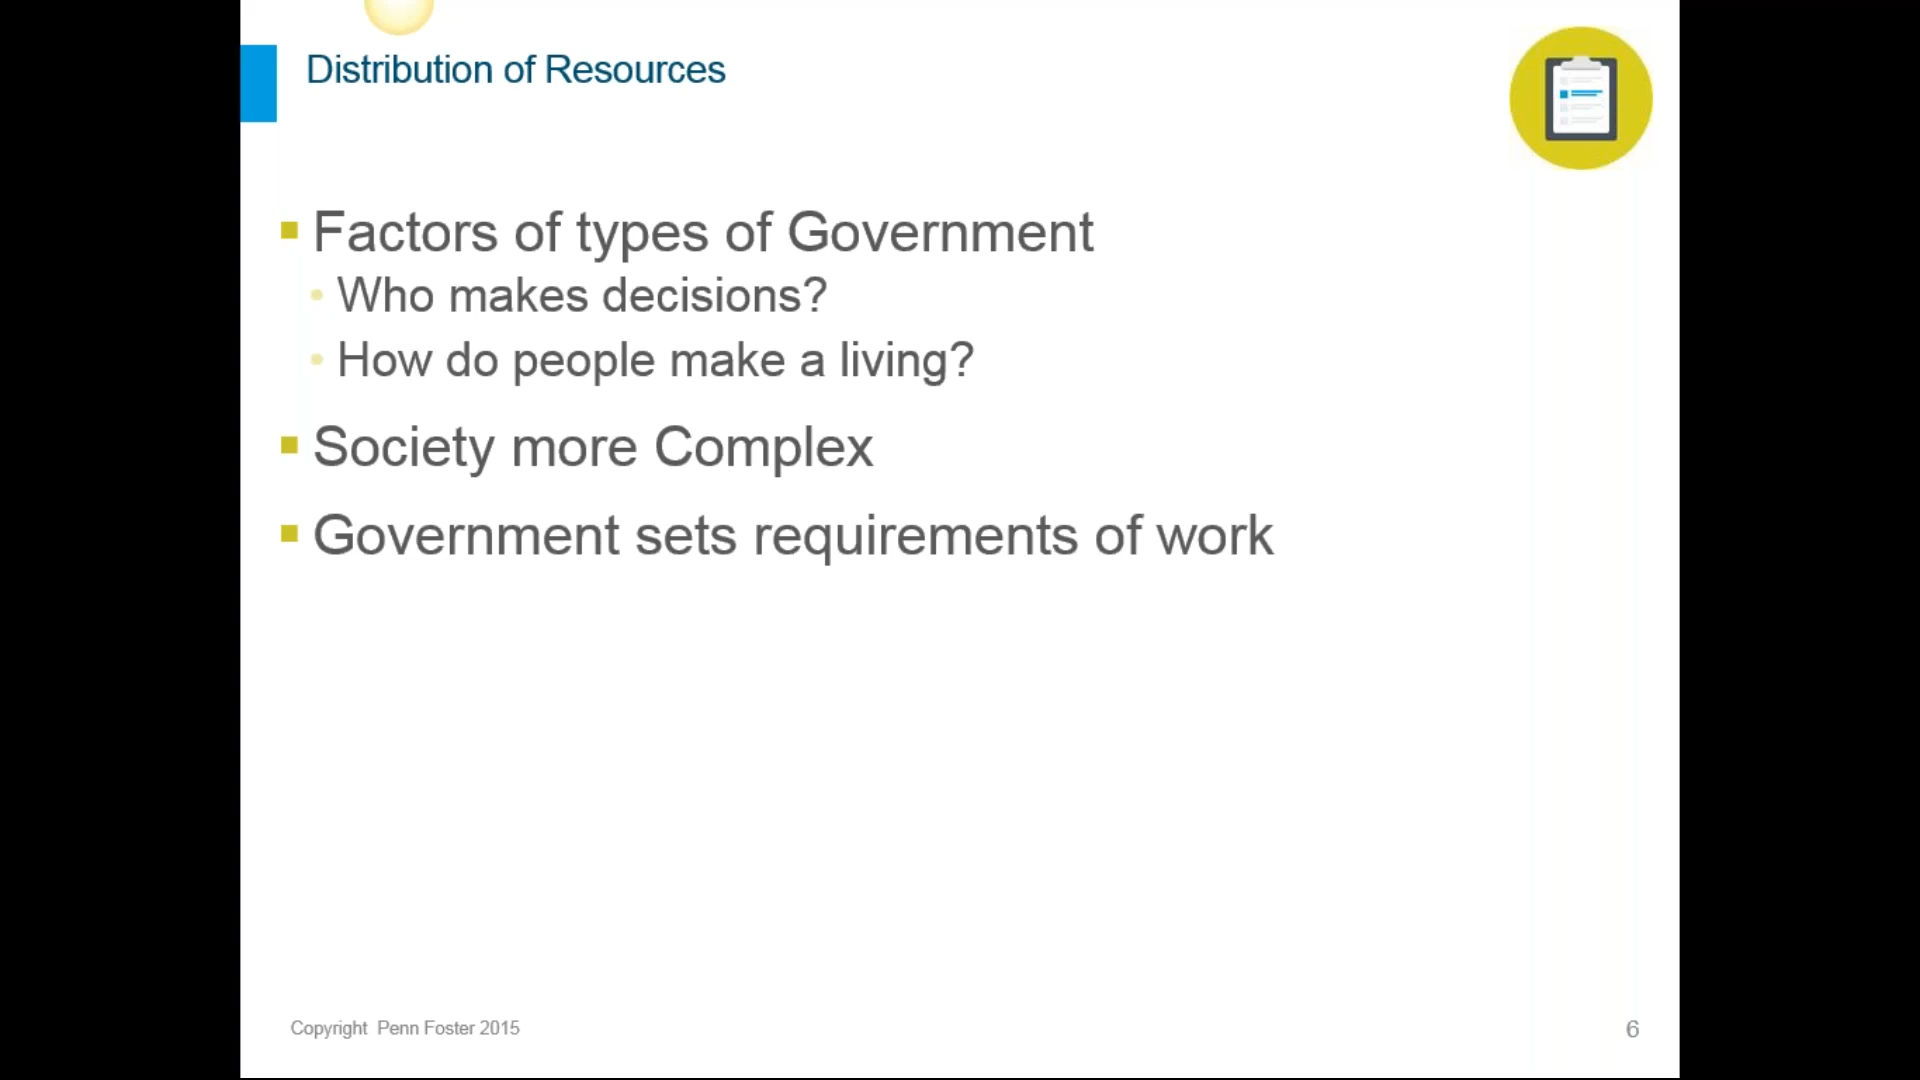 Distribution of Resources
Factors of types of Government
Who makes decisions?
How do people make a living?
Society more Complex
Government sets requirements of work
Copyright Penn Foster 2015
6